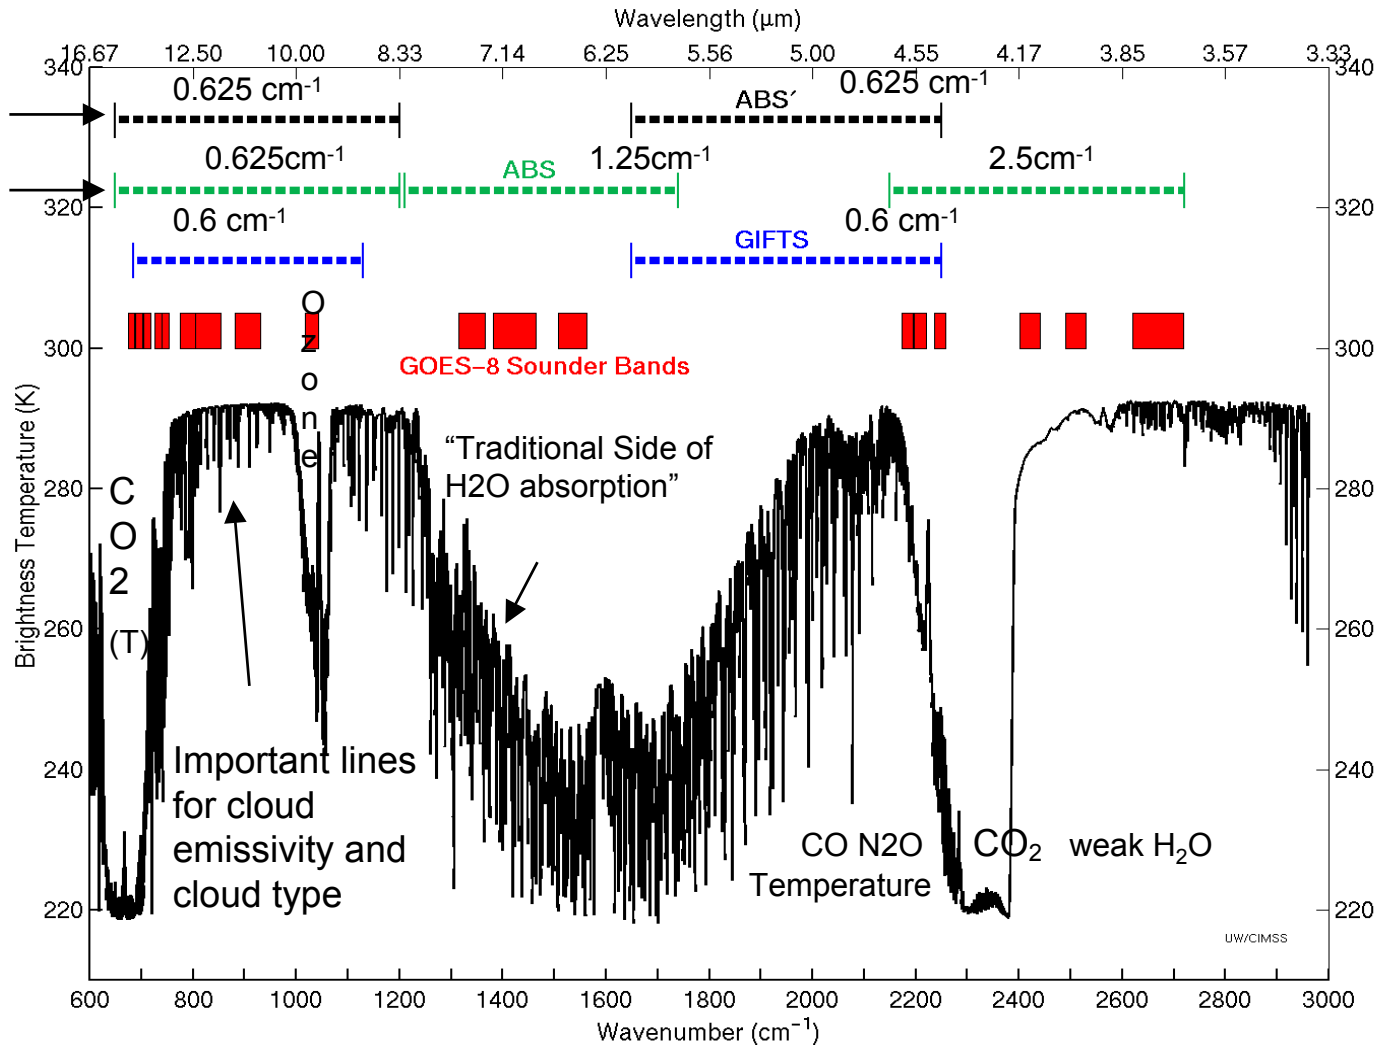 Wavelength (μm)
16.67 12.50 10.00 8.33 7.14 6.25 5.56 5.00 4.55 4.17 3.85 3.57 3.33
340 340
0.625 cm-1 ABS′ 0.625 cm-1
0.625cm-1 ABS 1.25cm-1 2.5cm-1
320 320
0.6 cm-1 GIFTS 0.6 cm-1
O
z
o
n
e
300 300
GOES-8 Sounder Bands
“Traditional Side of
H2O absorption”
280 280
C
O
2
(T)
260 260
Brightness Temperature (K)
240 240
Important lines
for cloud
emissivity and
cloud type
CO N2O
Temperature
CO2 weak H2O
220 220
UW/CIMSS
600 800 1000 1200 1400 1600 1800 2000 2200 2400 2600 2800 3000
Wavenumber (cm−1)